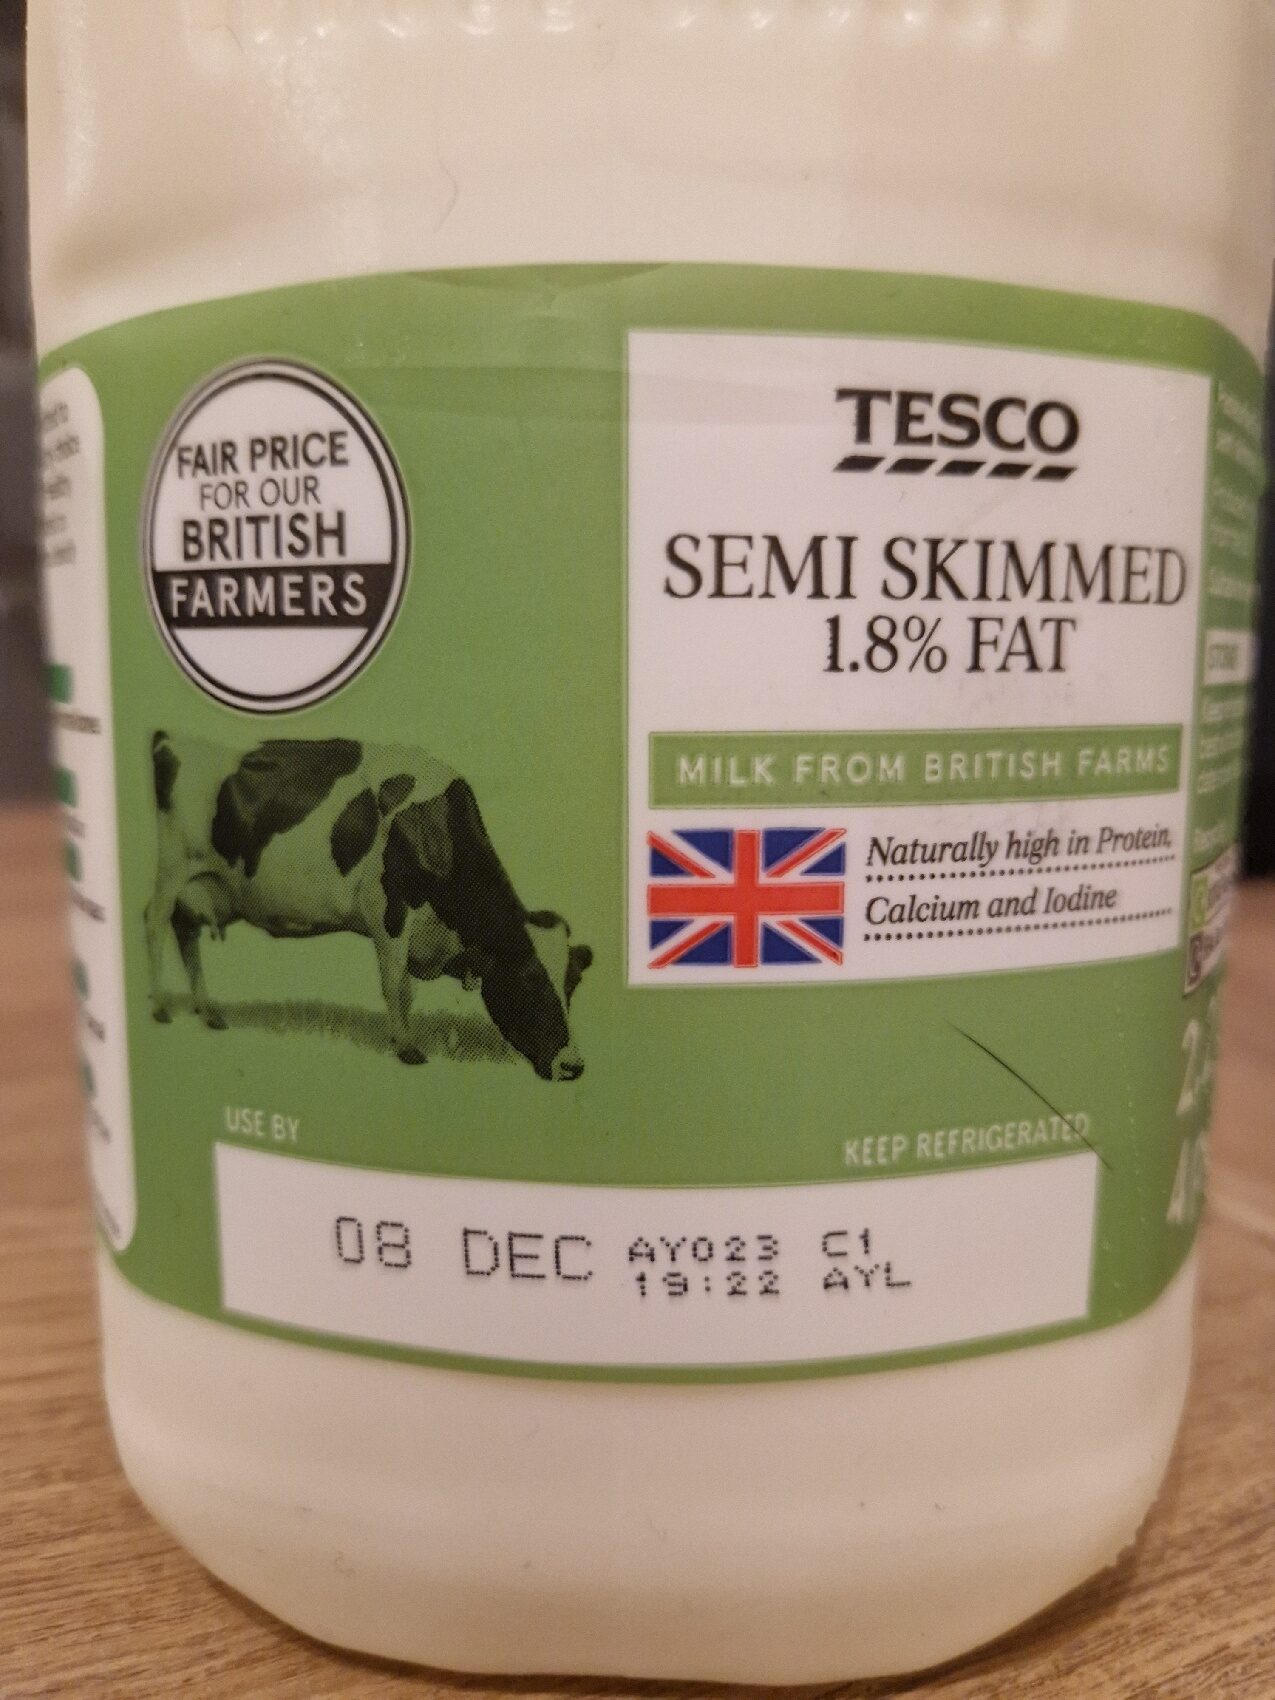 FAIR PRICE
FOR OUR
BRITISH
FARMERS
TESCO
SEMI SKIMMED
1.8% FAT
MILK FROM BRITISH FARMS
Naturally high in Protein,
Calcium and Iodine
USE BY
KEEP REFRIGERATED
08 DEC AY023 C1
19:22 AYL